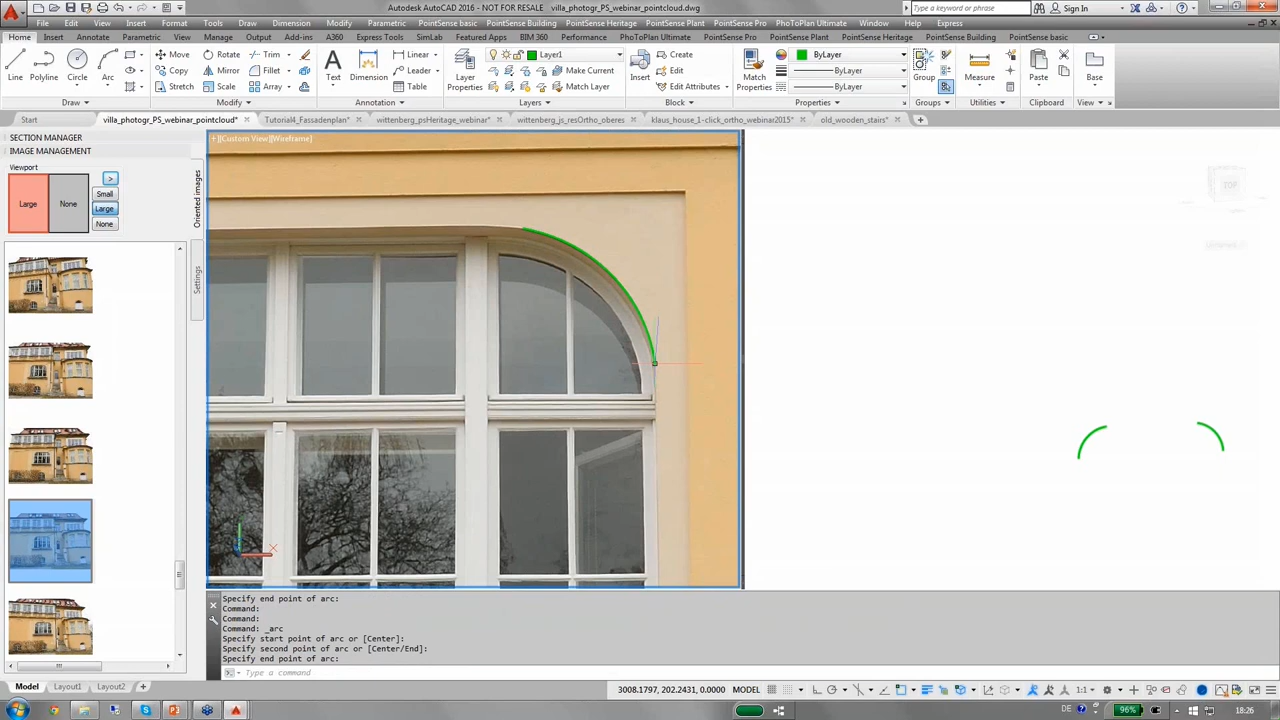 Autodesk AutoCAD 2016 - NOT FOR RESALE villa_photogr_PS_webinar_pointcloud.dwg
Type a keyword or phrase
Sign In
File Edit View Insert Format Tools Draw Dimension Modify PointSense basic PointSense Building PointSense Heritage PointSense Plant PointSense Pro PhoToPlan Ultimate Window Help Express
Home Insert Annotate Parametric View Manage Output Add-ins A360 Express Tools SimLab Featured Apps BIM 360 Performance PhoToPlan Ultimate PointSense Pro PointSense Plant PointSense Heritage PointSense Building PointSense basic
Line Polyline Circle Arc
Move Rotate Trim
Copy Mirror Fillet
Stretch Scale Array
Text Dimension
Linear
Leader
Table
Layer Properties
Layer1
Make Current
Match Layer
Insert
Create
Edit
Edit Attributes
Match Properties
ByLayer
ByLayer
ByLayer
Group
Measure
Paste
Base
Draw Modify Annotation Layers Block Properties Groups Utilities Clipboard View
Start villa_photogr_PS_webinar_pointcloud* Tutorial4_Fassadenplan* wittenberg_psHeritage_webinar* wittenberg_js_resOrtho_oberes klaus_house_1-click_ortho_webinar2015* old_wooden_stairs*
SECTION MANAGER
IMAGE MANAGEMENT
Viewport
Large None
>
Small
Large
None
Oriented images
Settings
[+][Custom View][Wireframe]
TOP
X
Specify end point of arc:
Command:
Command:
Command: _arc
Specify start point of arc or [Center]:
Specify second point of arc or [Center/End]:
Specify end point of arc:
Type a command
Model Layout1 Layout2 +
3008.1797, 202.2431, 0.0000 MODEL
1:1
DE 96% 18:26